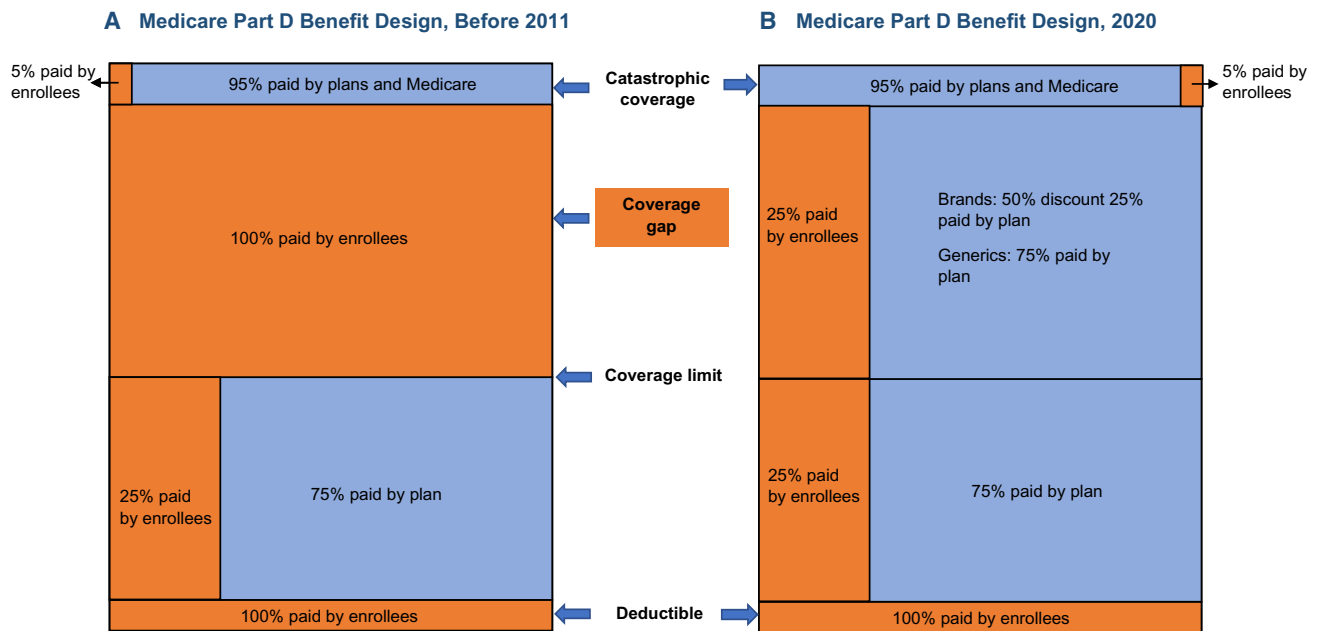 A Medicare Part D Benefit Design, Before 2011
B Medicare Part D Benefit Design, 2020
5% paid by
enrollees
95% paid by plans and Medicare
Catastrophic
coverage
95% paid by plans and Medicare
5% paid by
enrollees
100% paid by enrollees
Coverage
gap
25% paid
by enrollees
Brands: 50% discount 25%
paid by plan
Generics: 75% paid by
plan
Coverage limit
25% paid
by enrollees
75% paid by plan
25% paid
by enrollees
75% paid by plan
100% paid by enrollees
Deductible
100% paid by enrollees